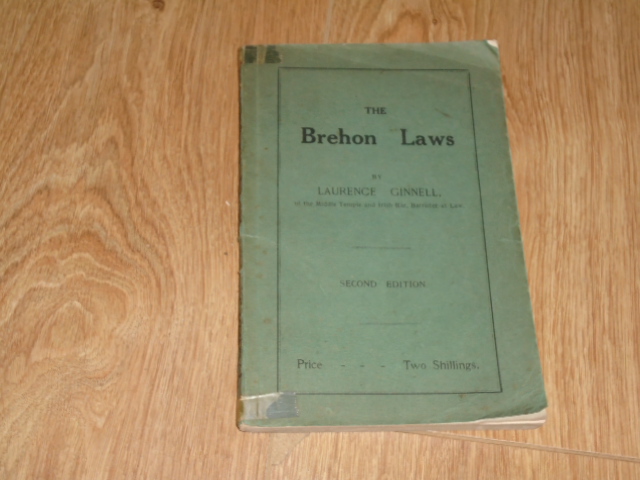 THE
Brehon Laws
BY
LAURENCE GINNELL,
of the Middle Temple and Irish Bar, Barrister at Law.
SECOND EDITION.
Price - - - Two Shillings.